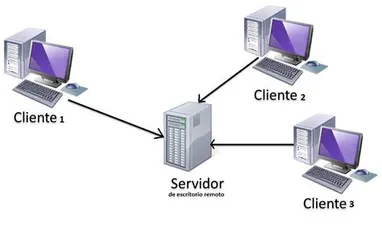 Cliente 1
Cliente 2
Servidor
de escritorio remoto
Cliente 3